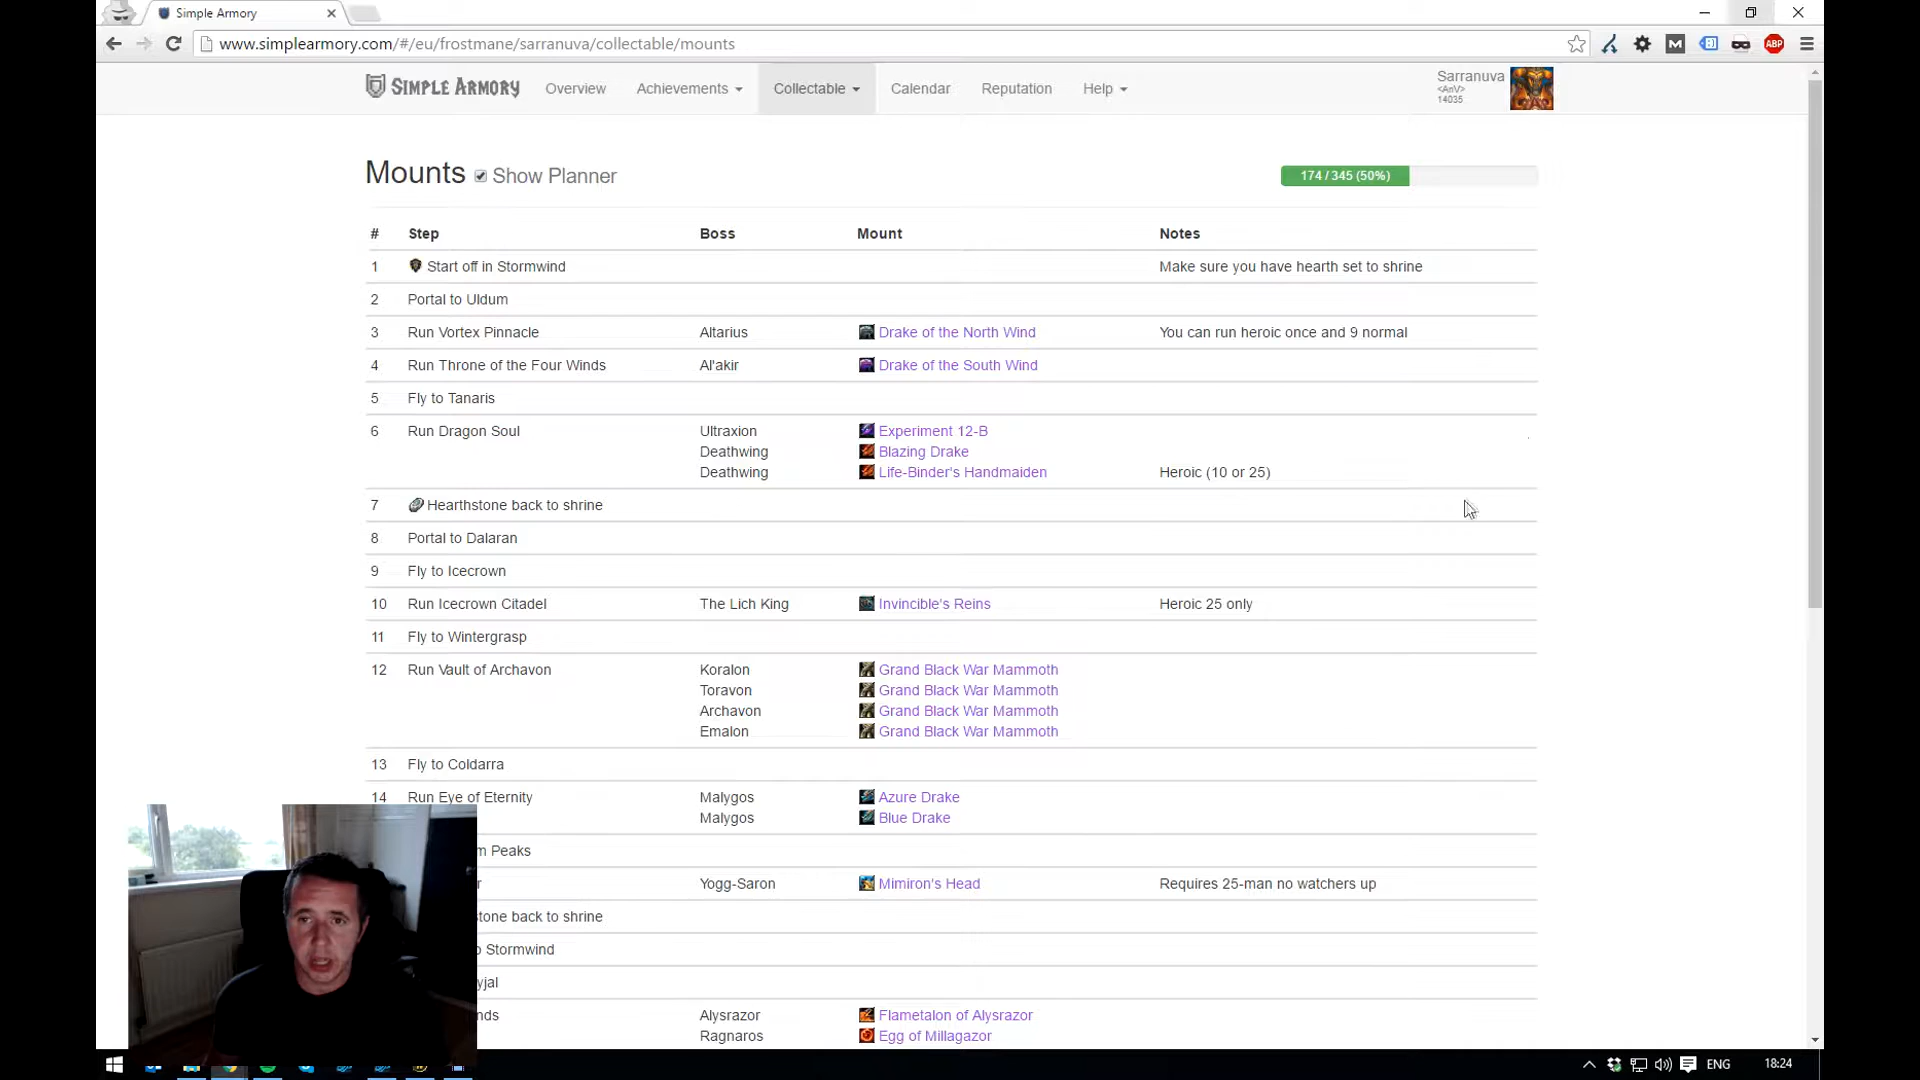 Simple Armory
www.simplearmory.com/#/eu/frostmane/sarranuva/collectable/mounts
ABP
SIMPLE ARMORY Overview Achievements Collectable Calendar Reputation Help Sarranuva
<AnV>
14035
Mounts Show Planner 174 / 345 (50%)
# Step Boss Mount Notes
1 Start off in Stormwind Make sure you have hearth set to shrine
2 Portal to Uldum
3 Run Vortex Pinnacle Altarius Drake of the North Wind You can run heroic once and 9 normal
4 Run Throne of the Four Winds Al'akir Drake of the South Wind
5 Fly to Tanaris
6 Run Dragon Soul Ultraxion Experiment 12-B
Deathwing Blazing Drake
Deathwing Life-Binder's Handmaiden Heroic (10 or 25)
7 Hearthstone back to shrine
8 Portal to Dalaran
9 Fly to Icecrown
10 Run Icecrown Citadel The Lich King Invincible's Reins Heroic 25 only
11 Fly to Wintergrasp
12 Run Vault of Archavon Koralon Grand Black War Mammoth
Toravon Grand Black War Mammoth
Archavon Grand Black War Mammoth
Emalon Grand Black War Mammoth
13 Fly to Coldarra
14 Run Eye of Eternity Malygos Azure Drake
Malygos Blue Drake
m Peaks
r Yogg-Saron Mimiron's Head Requires 25-man no watchers up
stone back to shrine
o Stormwind
yjal
nds Alysrazor Flametalon of Alysrazor
Ragnaros Egg of Millagazor
ENG 18:24